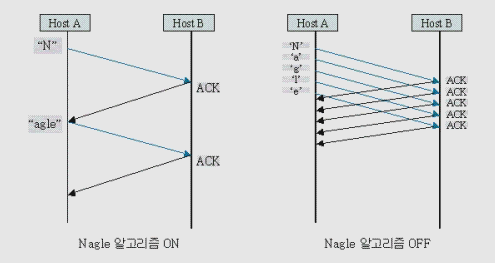 Host A
Host B
"N"
ACK
"agle"
ACK
Nagle 알고리즘 ON
Host A
Host B
'N'
'a'
'g'
'l'
'e'
ACK
ACK
ACK
ACK
ACK
Nagle 알고리즘 OFF